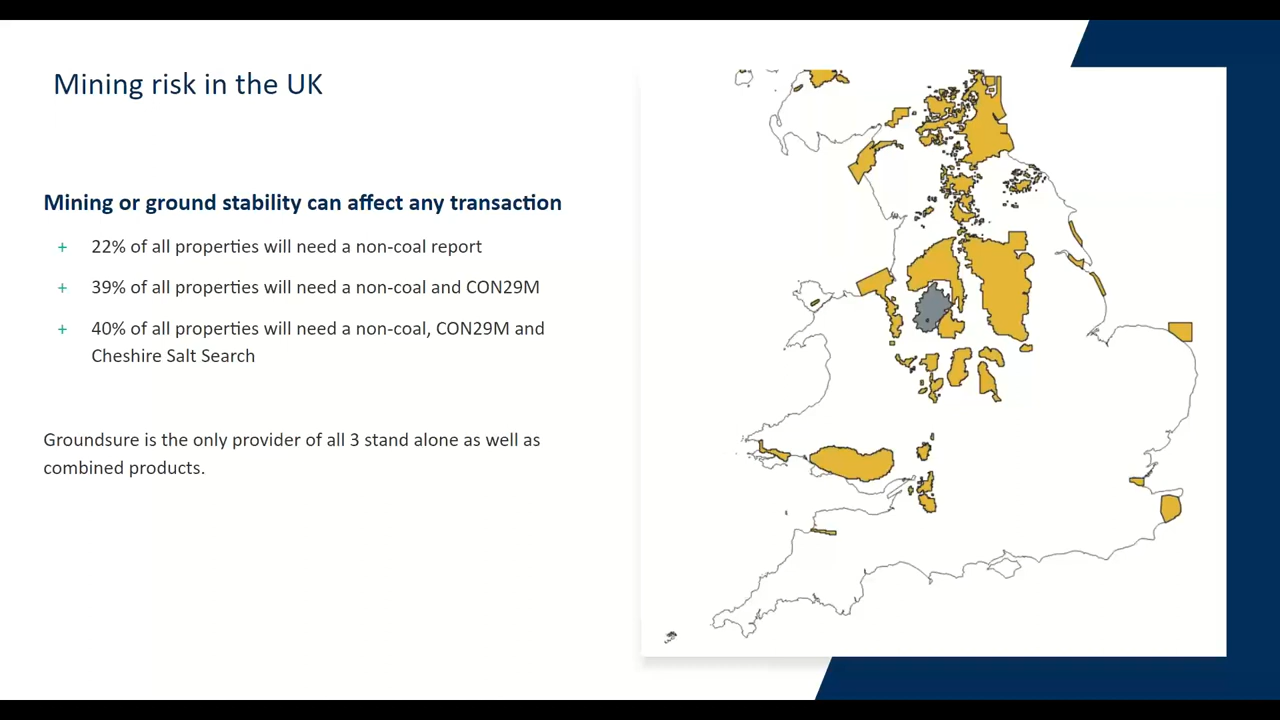 Mining risk in the UK
Mining or ground stability can affect any transaction
+ 22% of all properties will need a non-coal report
+ 39% of all properties will need a non-coal and CON29M
+ 40% of all properties will need a non-coal, CON29M and
Cheshire Salt Search
Groundsure is the only provider of all 3 stand alone as well as
combined products.